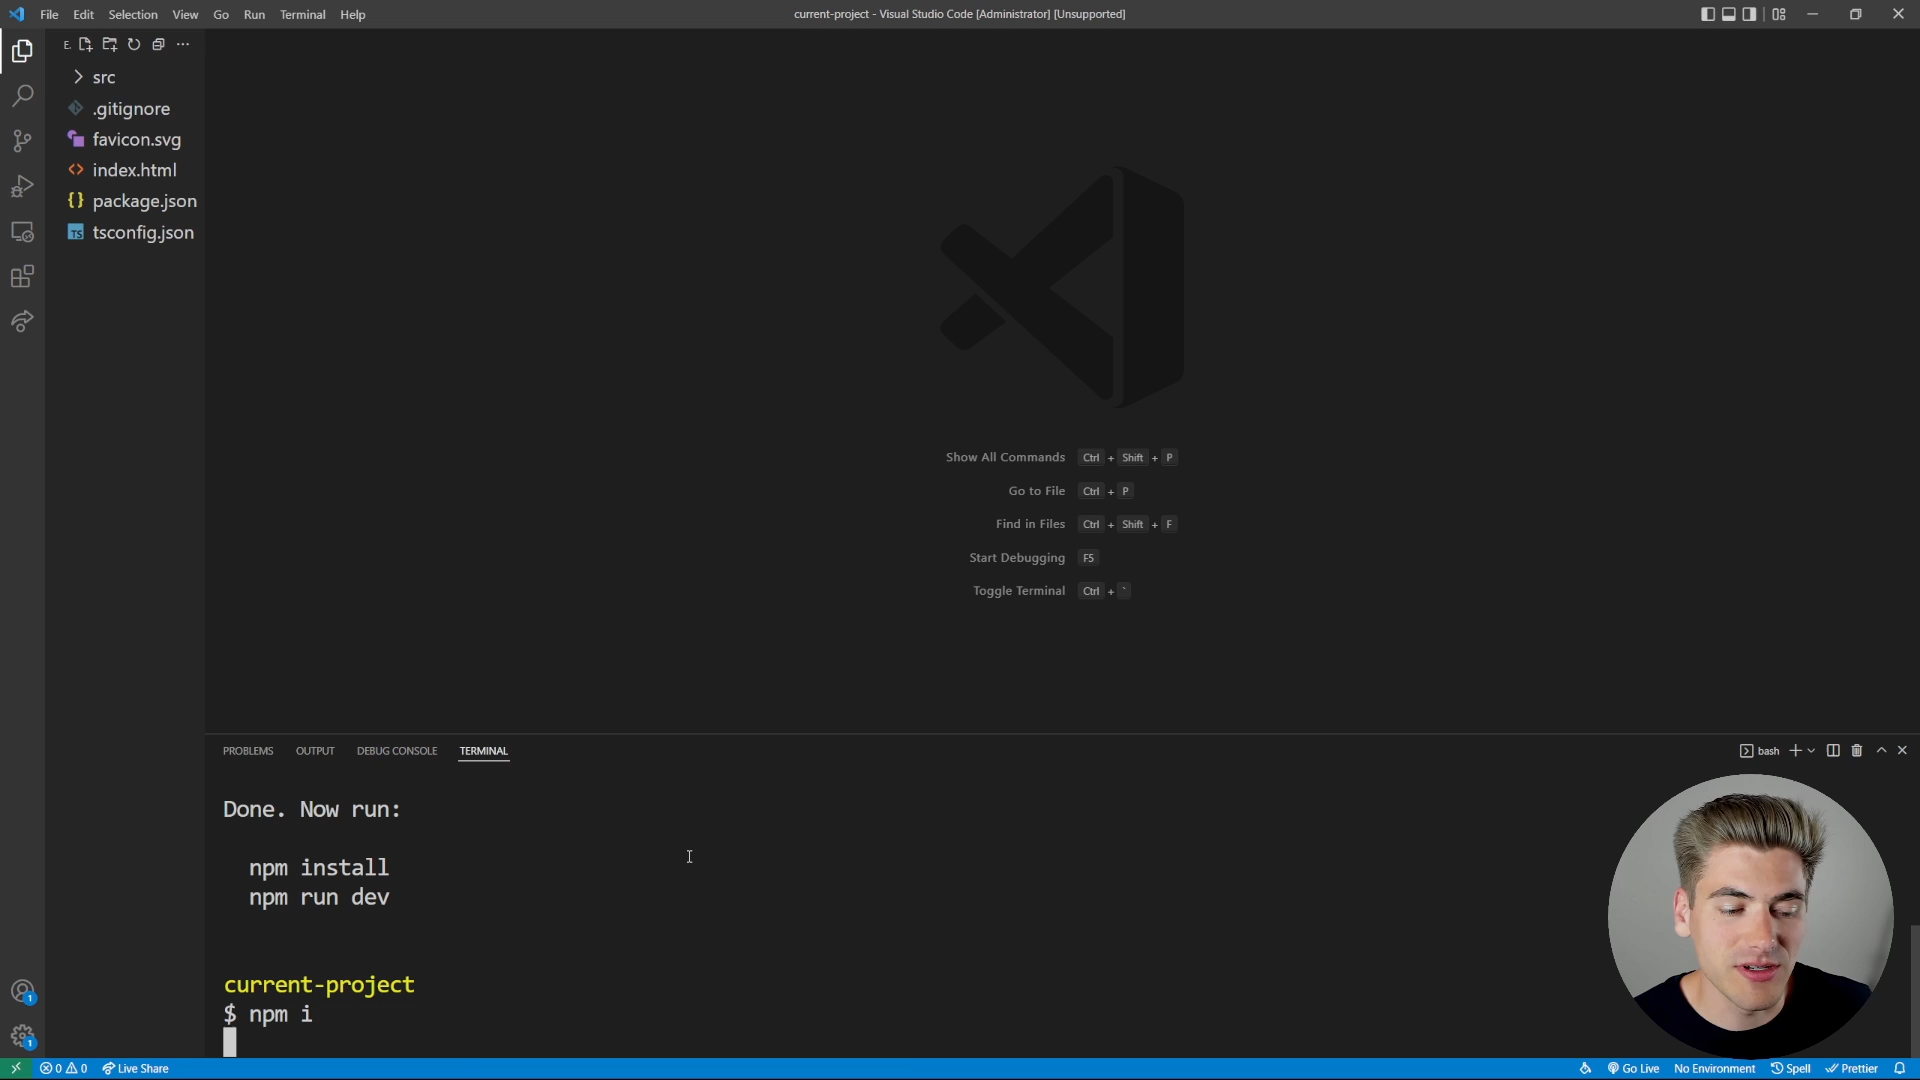 File Edit Selection View Go Run Terminal Help
current-project - Visual Studio Code [Administrator] [Unsupported]
E.
src
.gitignore
favicon.svg
index.html
package.json
tsconfig.json
Show All Commands Ctrl + Shift + P
Go to File Ctrl + P
Find in Files Ctrl + Shift + F
Start Debugging F5
Toggle Terminal Ctrl + `
PROBLEMS OUTPUT DEBUG CONSOLE TERMINAL
bash
Done. Now run:
npm install
npm run dev
current-project
$ npm i
1
1
0 0 Live Share
Go Live No Environment Spell Prettier